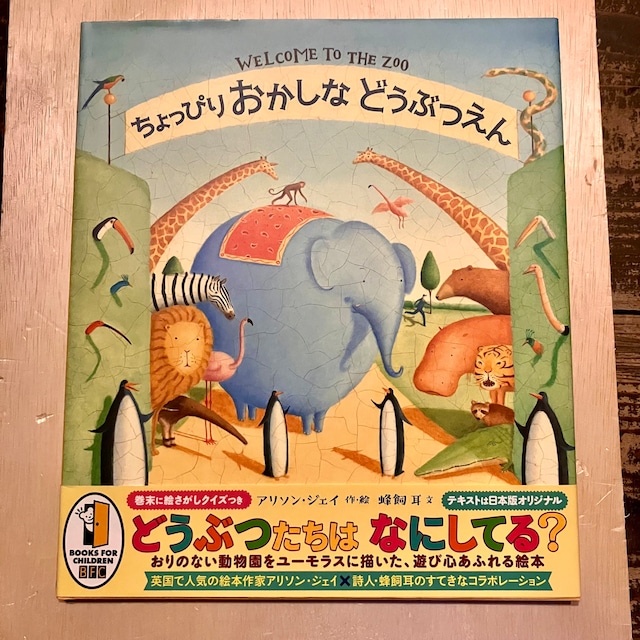 WELCOME TO THE ZOO
ちょっぴり おかしな どうぶつえん
巻末に絵さがしクイズつき
アリソン・ジェイ 作・絵 蜂飼 耳 文
テキストは日本版オリジナル
どうぶつたちは なにしてる?
おりのない動物園をユーモラスに描いた、遊び心あふれる絵本
英国で人気の絵本作家アリソン・ジェイ×詩人・蜂飼耳のすてきなコラボレーション
BOOKS FOR
CHILDREN
BFC